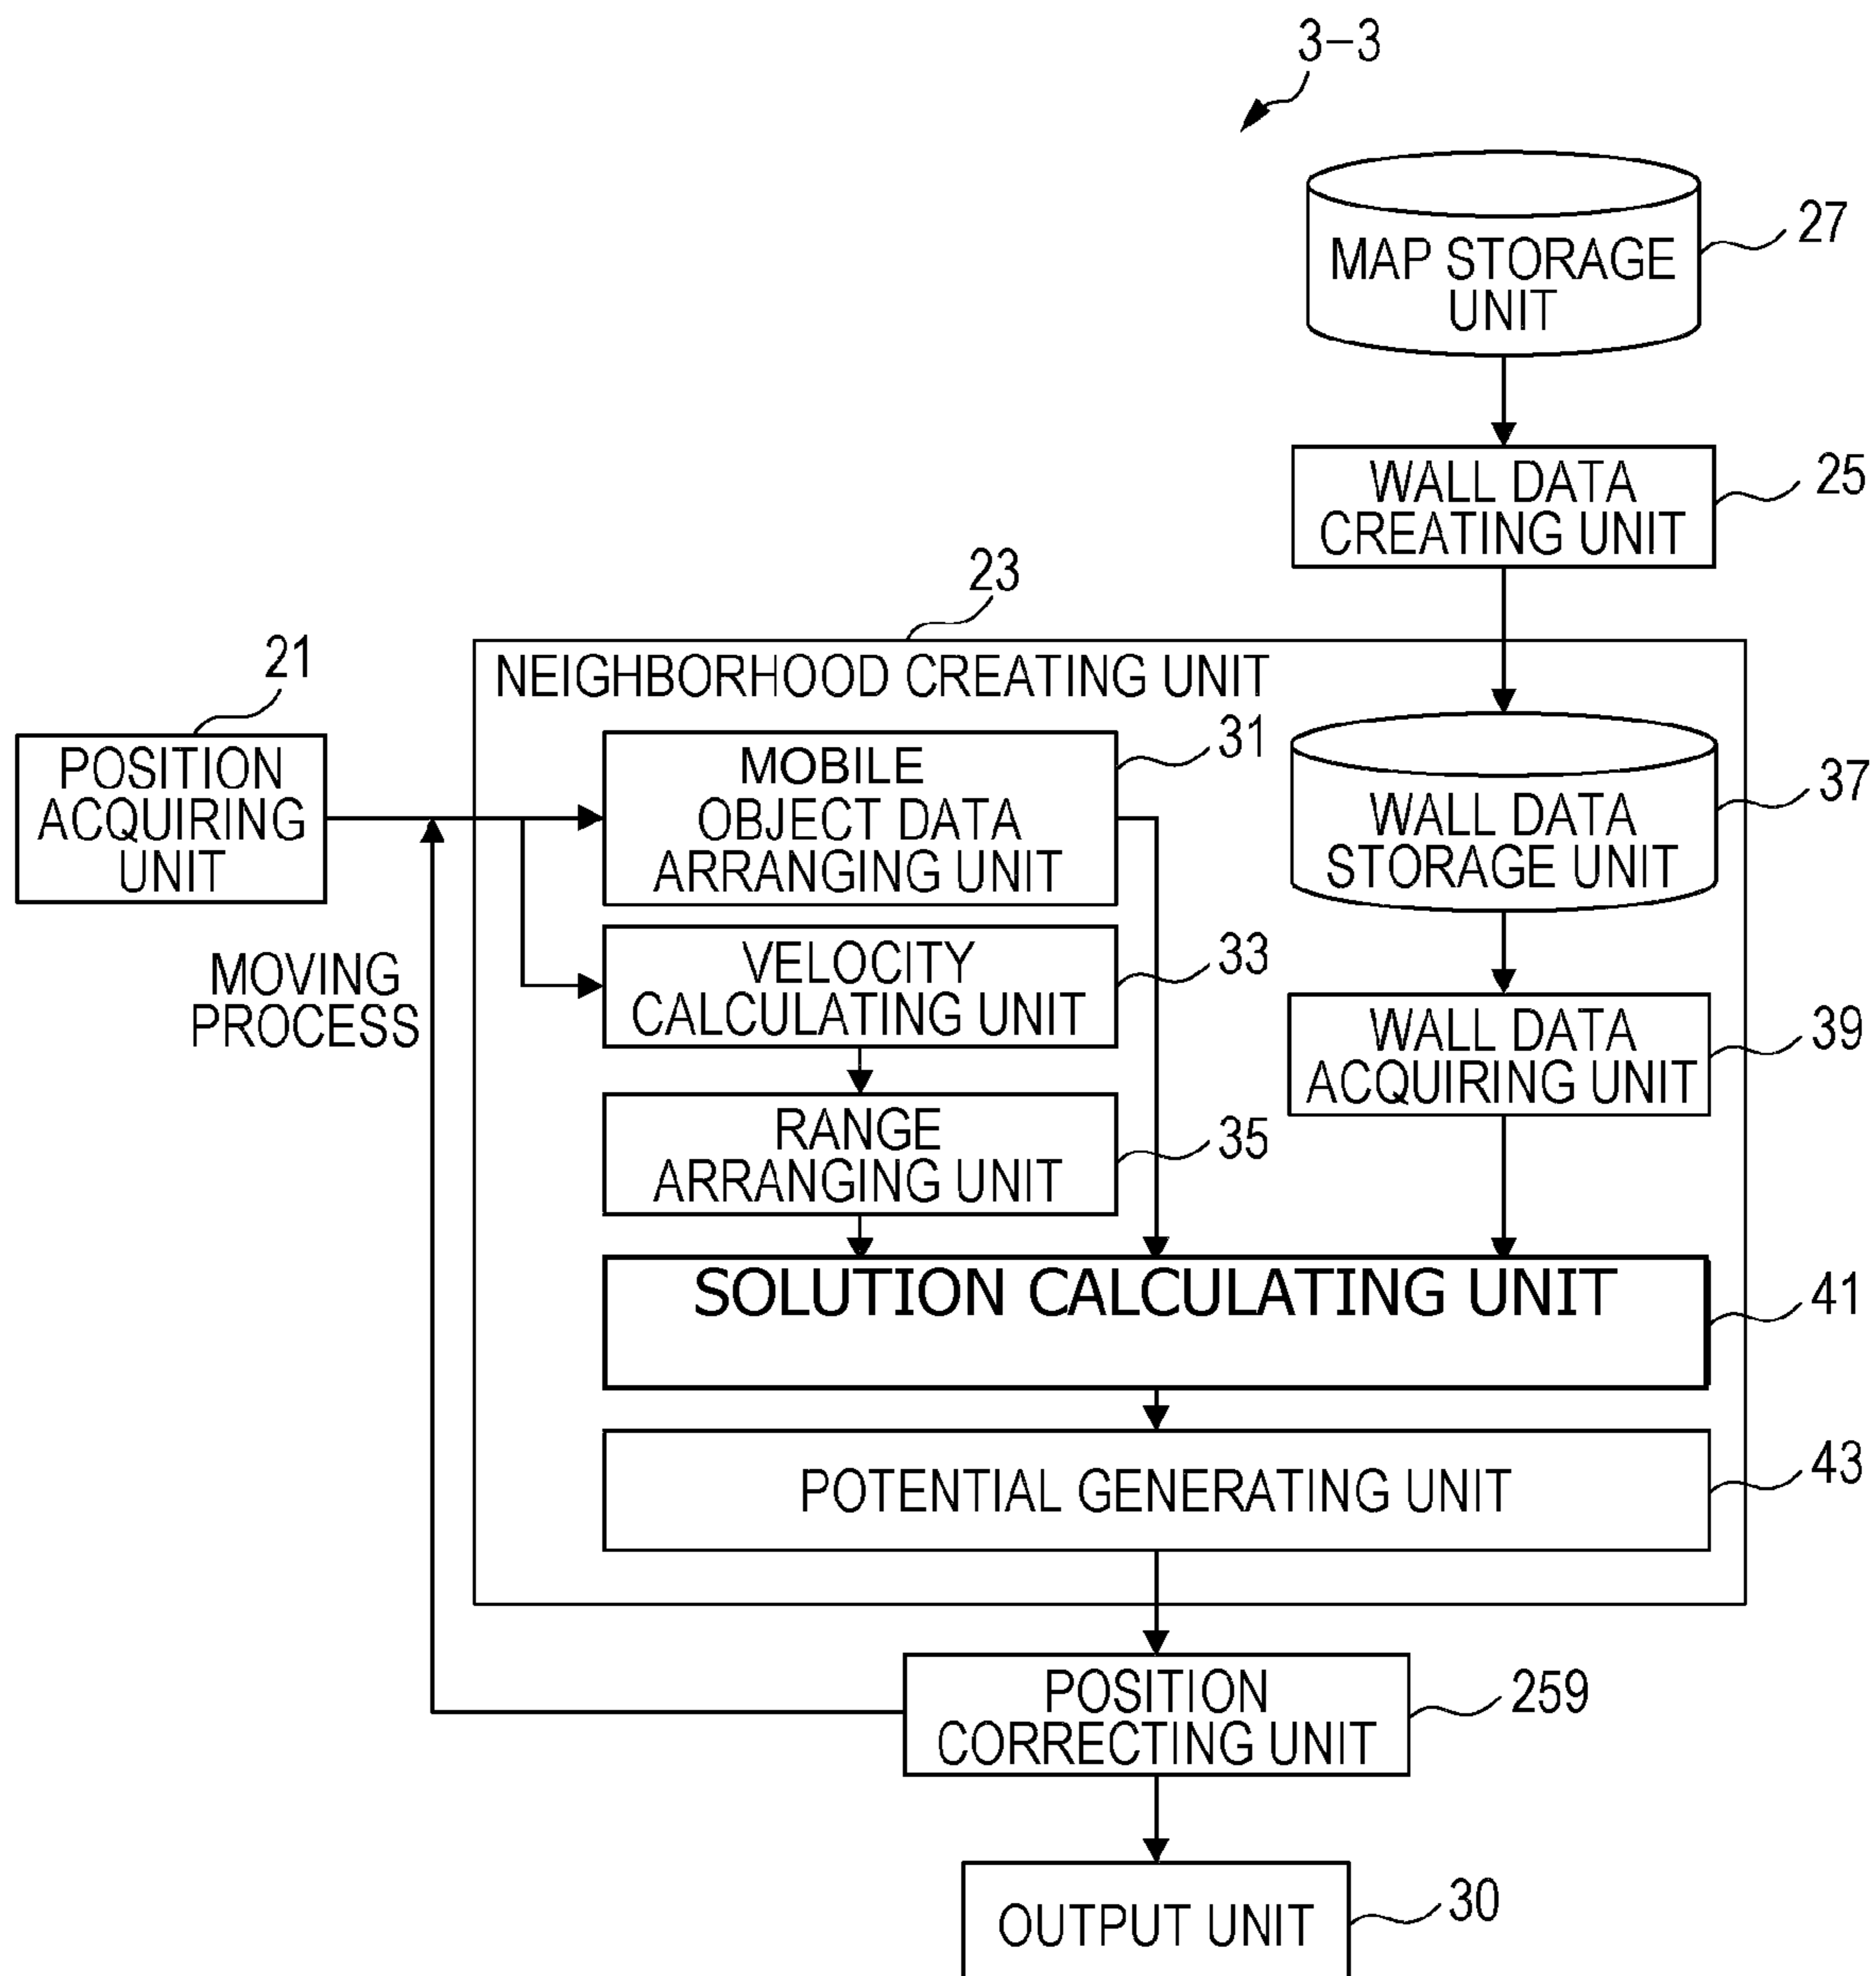 3-3
MAP STORAGE
UNIT
27
WALL DATA
CREATING UNIT
25
23
NEIGHBORHOOD CREATING UNIT
21
POSITION
ACQUIRING
UNIT
MOBILE
OBJECT DATA
ARRANGING UNIT
31
WALL DATA
STORAGE UNIT
37
MOVING
PROCESS
VELOCITY
CALCULATING UNIT
33
WALL DATA
ACQUIRING UNIT
39
RANGE
ARRANGING UNIT
35
SOLUTION CALCULATING UNIT
41
POTENTIAL GENERATING UNIT
43
POSITION
CORRECTING UNIT
259
OUTPUT UNIT
30